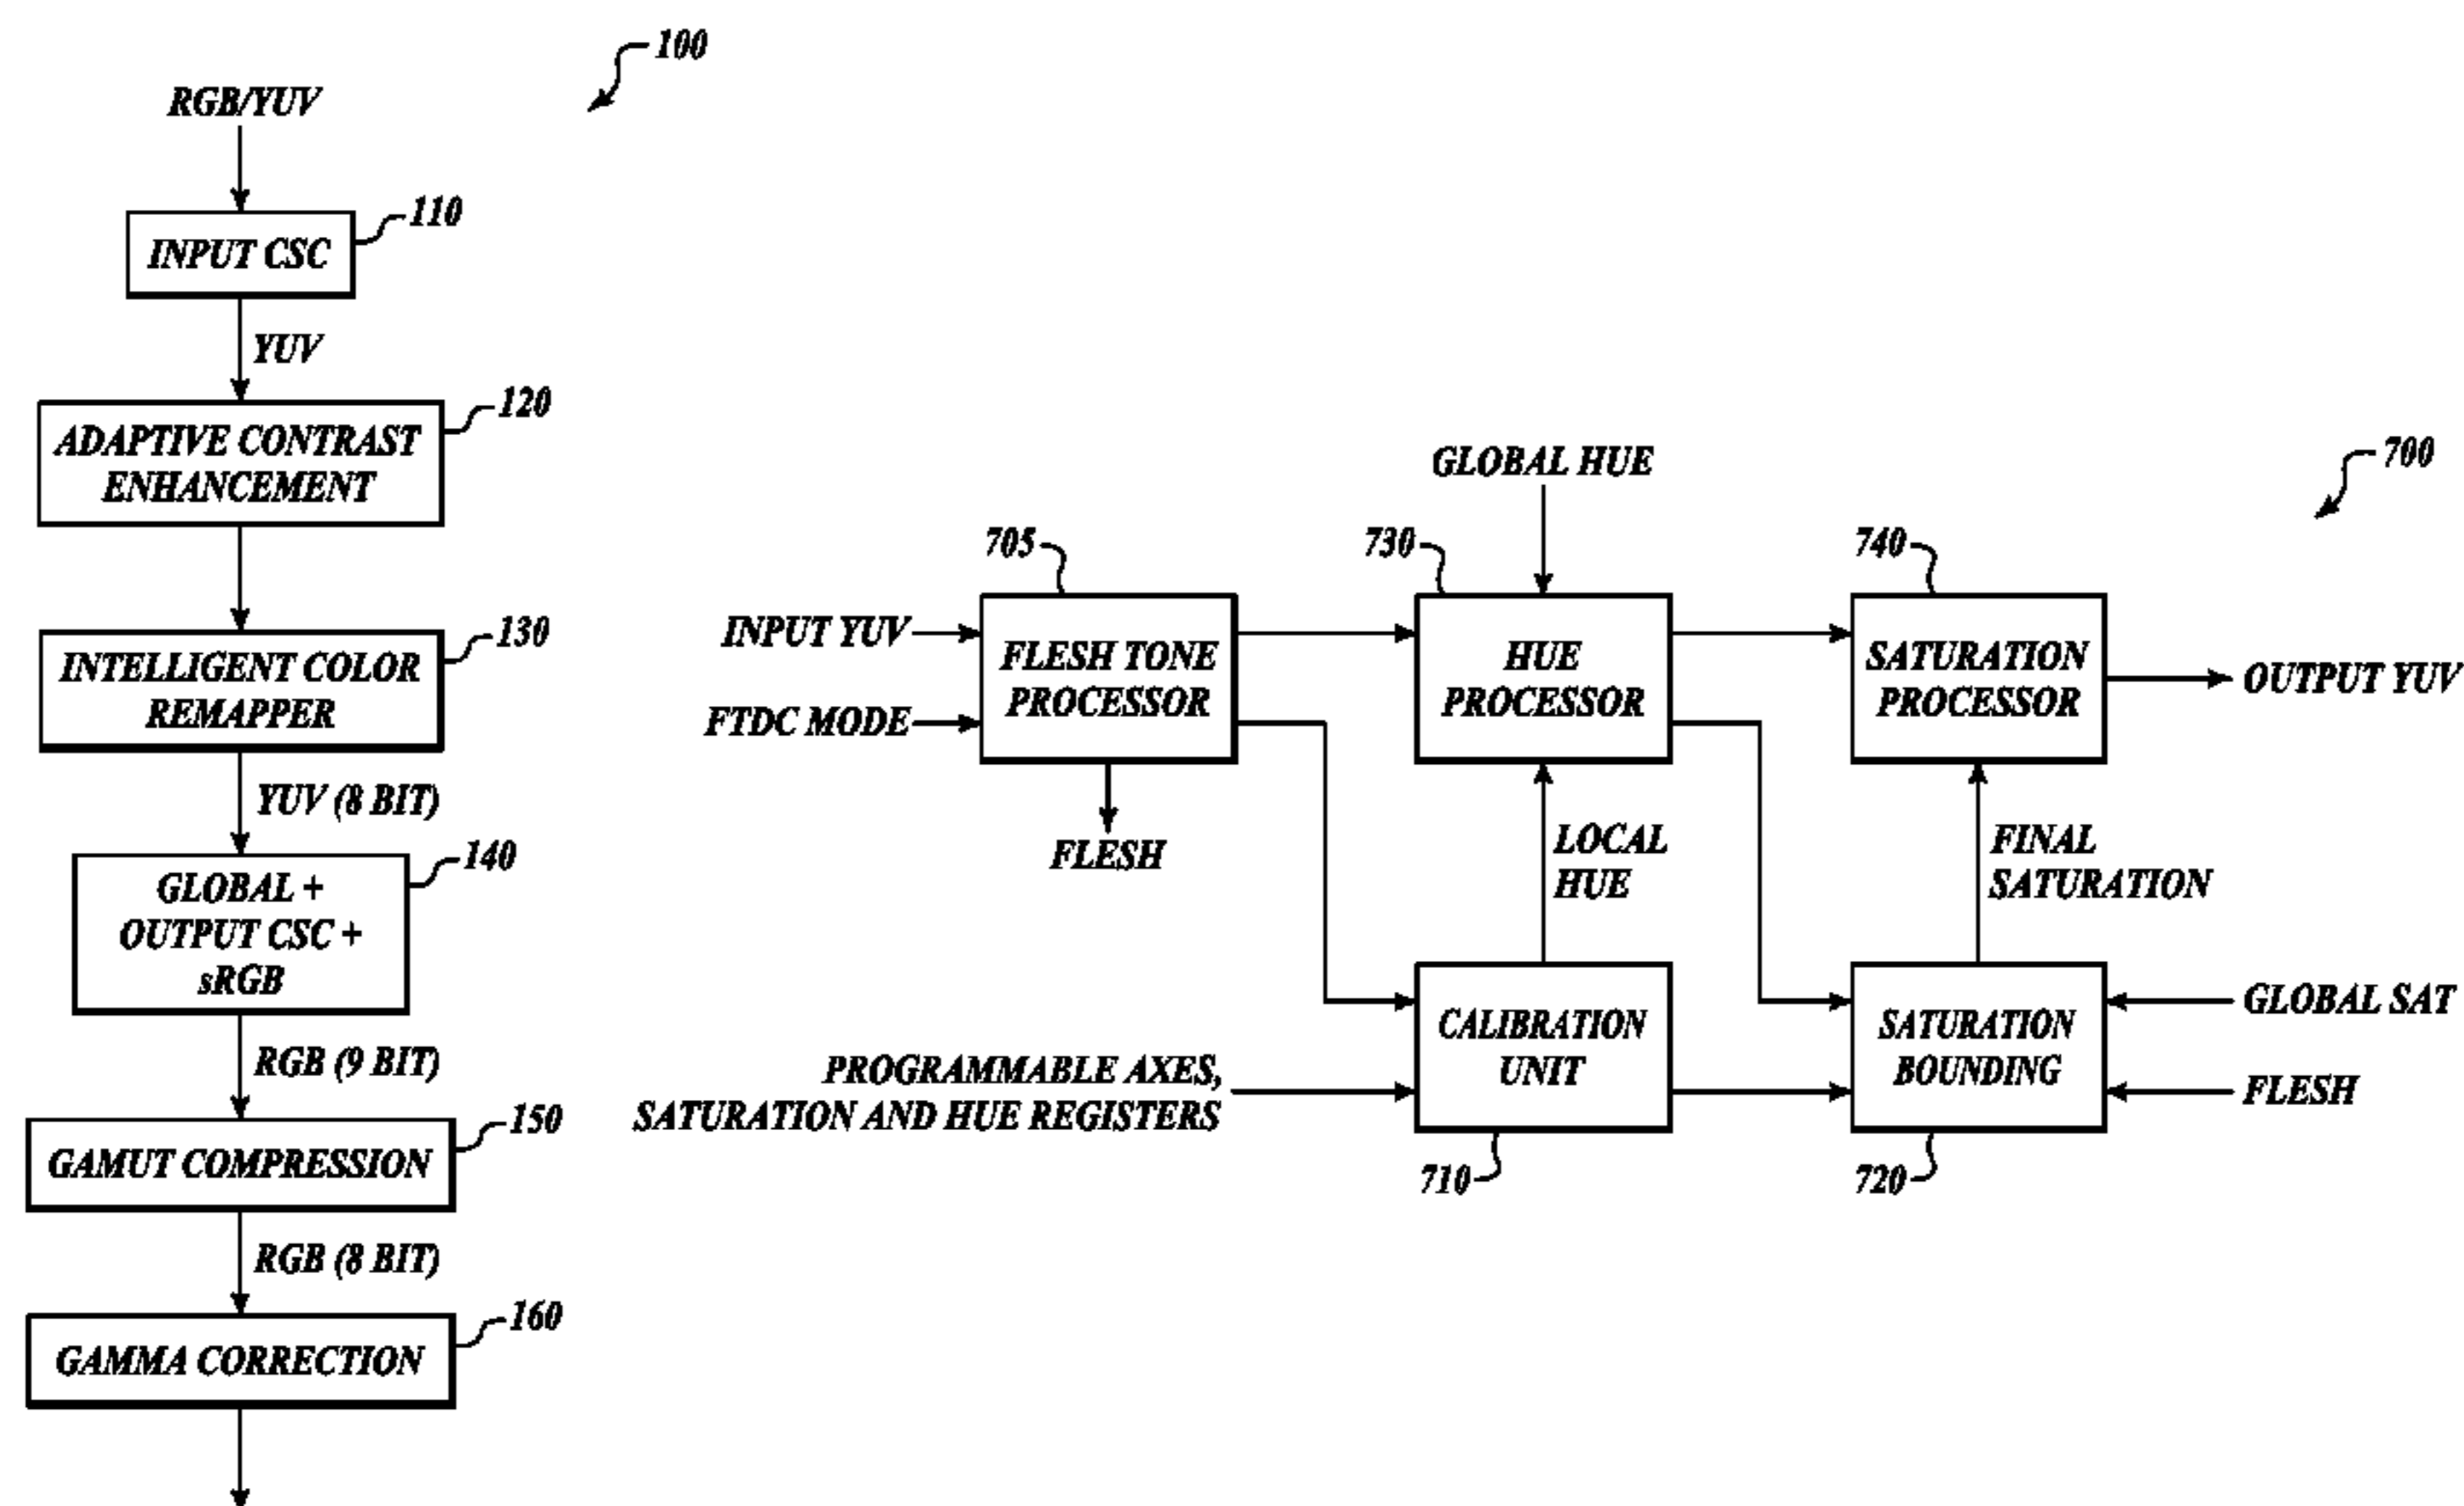 100
RGB/YUV
110
INPUT CSC
YUV
120
ADAPTIVE CONTRAST
ENHANCEMENT
130
INTELLIGENT COLOR
REMAPPER
YUV (8 BIT)
140
GLOBAL +
OUTPUT CSC +
sRGB
RGB (9 BIT)
150
GAMUT COMPRESSION
RGB (8 BIT)
160
GAMMA CORRECTION
700
GLOBAL HUE
705
730
740
INPUT YUV
FTDC MODE
FLESH TONE
PROCESSOR
HUE
PROCESSOR
SATURATION
PROCESSOR
OUTPUT YUV
FLESH
LOCAL
HUE
FINAL
SATURATION
PROGRAMMABLE AXES,
SATURATION AND HUE REGISTERS
CALIBRATION
UNIT
SATURATION
BOUNDING
GLOBAL SAT
FLESH
710
720